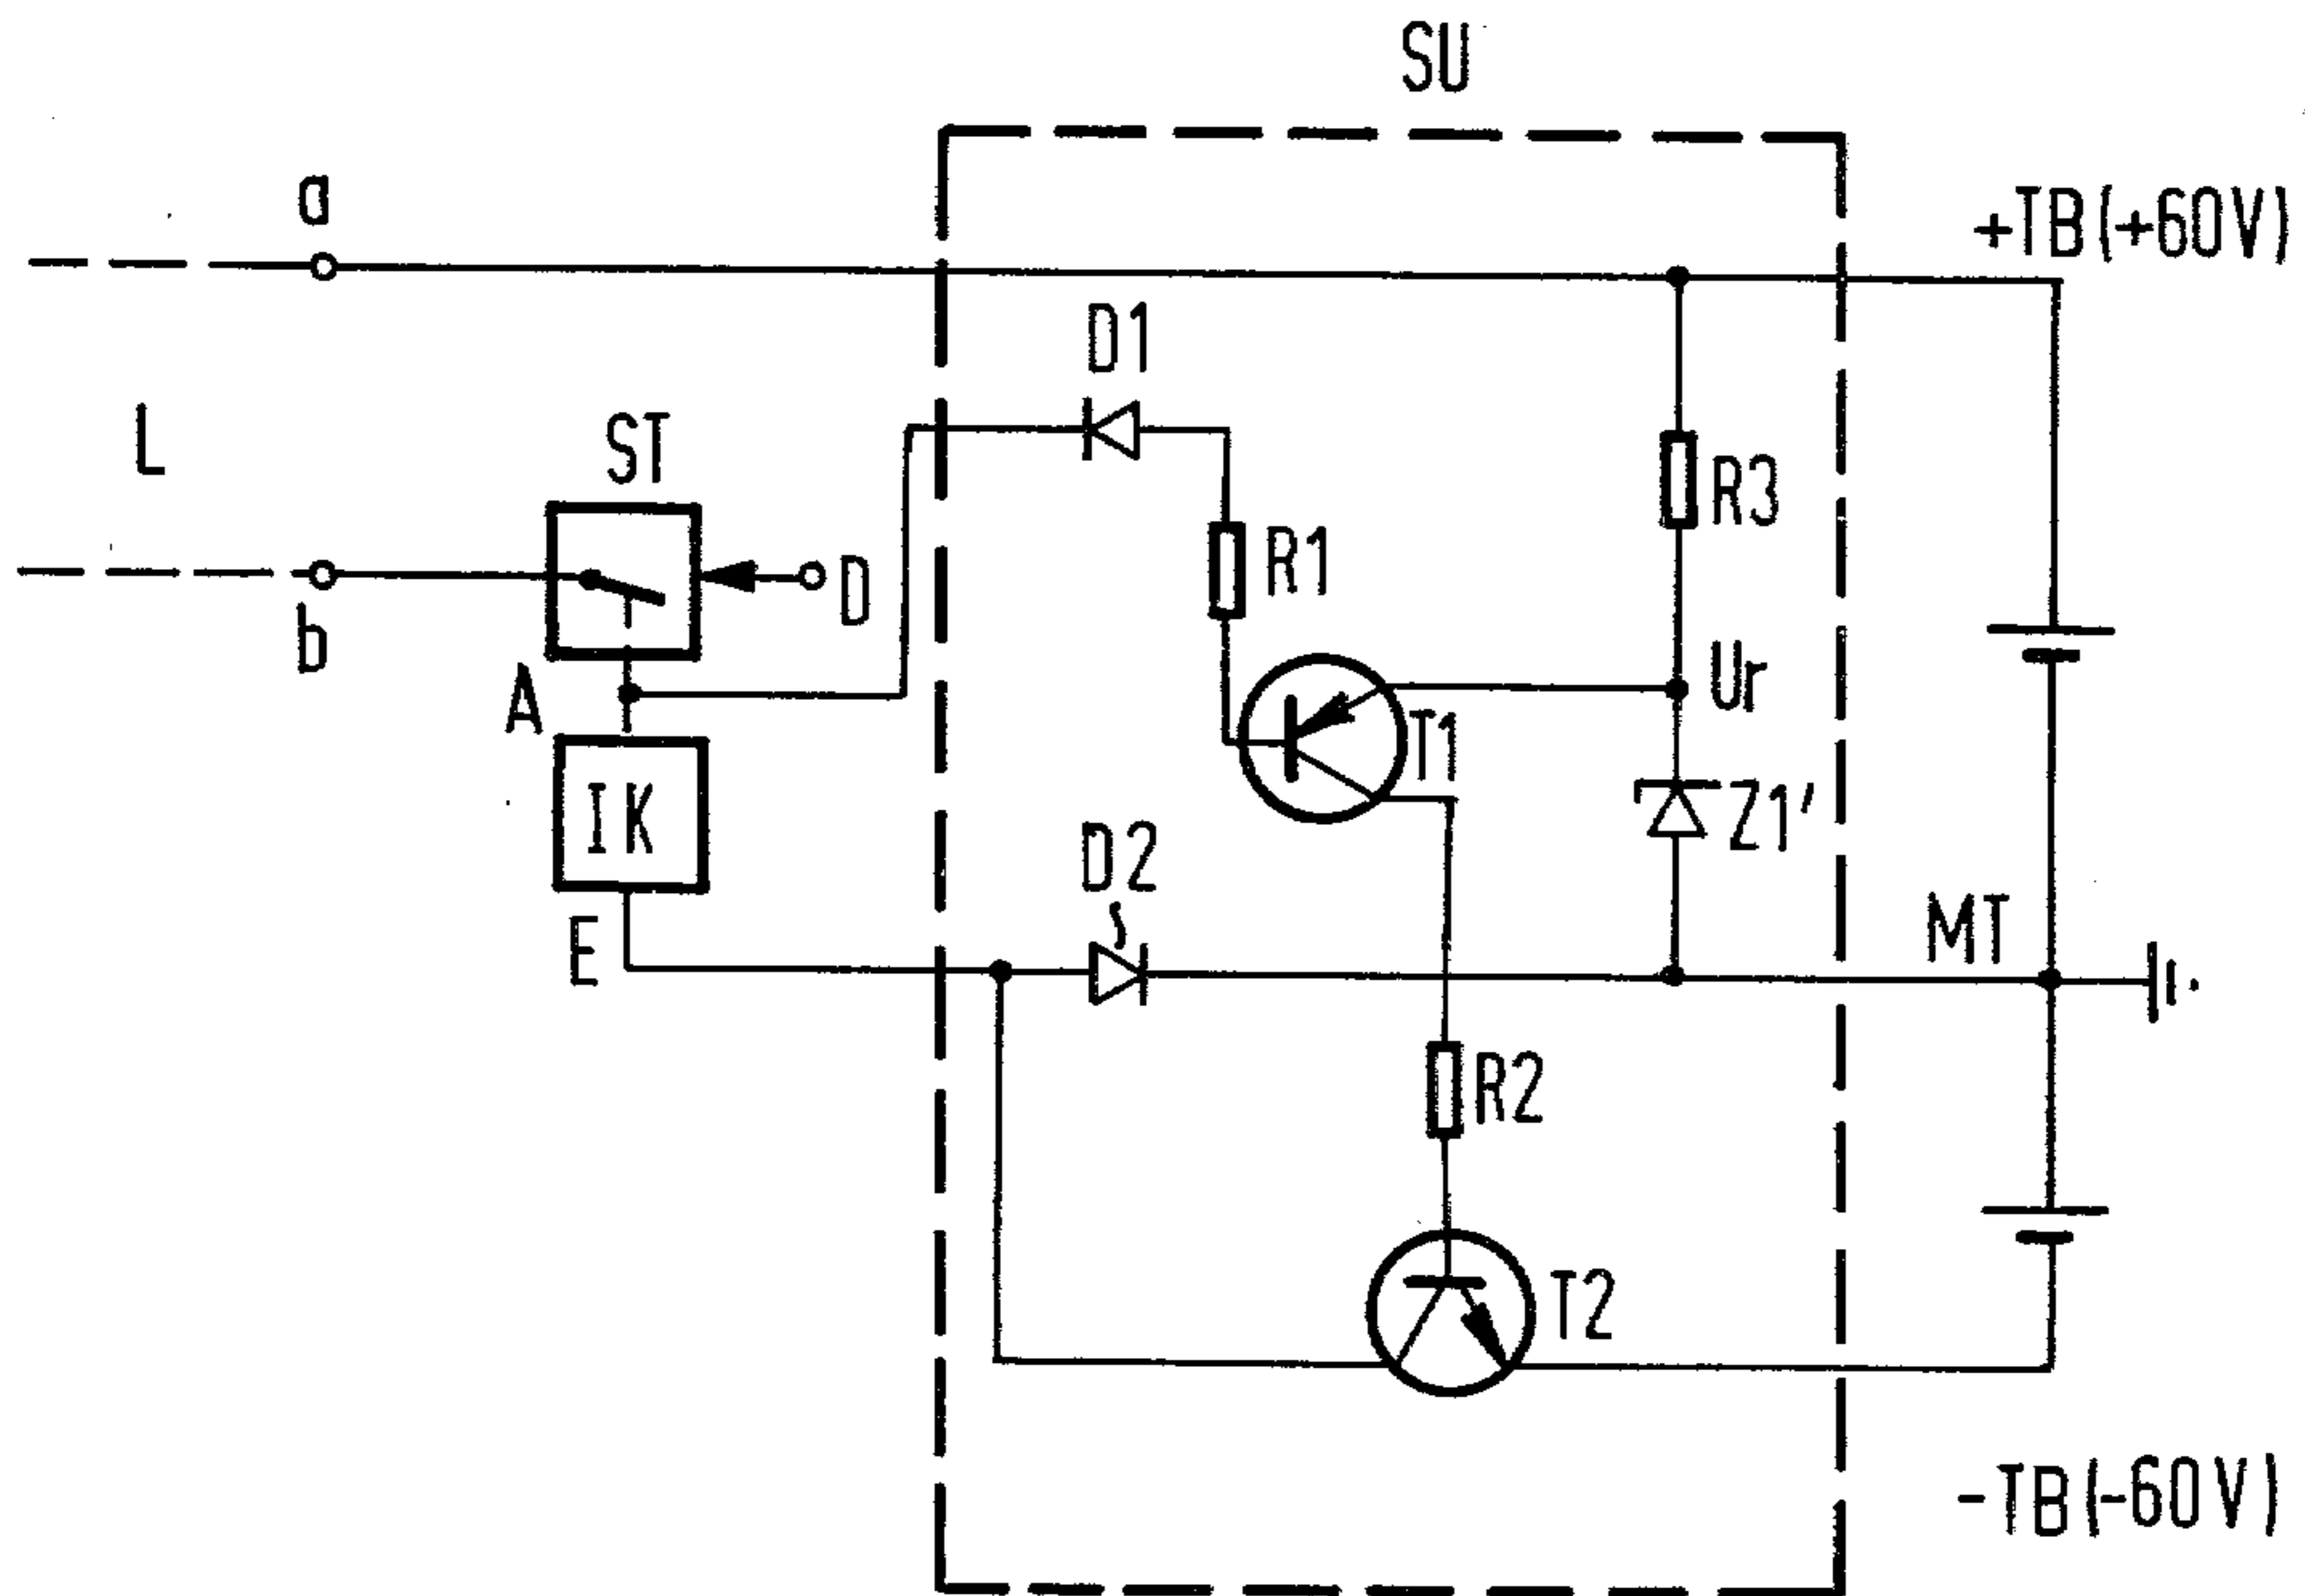 SU
a
+TB(+60V)
D1
L
ST
R3
R1
D
b
Ur
A
T1
IK
Z1'
D2
MT
E
R2
T2
-TB(-60V)